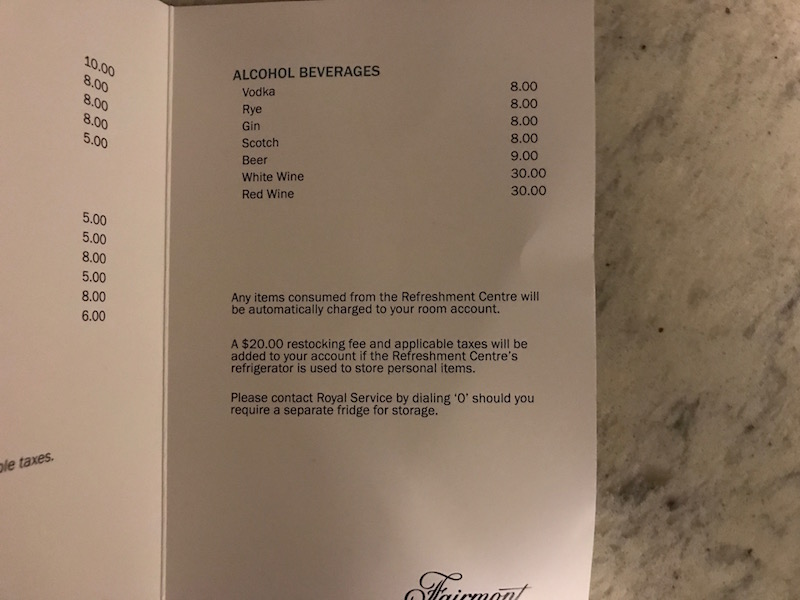 10.00
8.00
8.00
8.00
5.00
5.00
5.00
8.00
5.00
8.00
6.00
taxes.
ALCOHOL BEVERAGES
Vodka 8.00
Rye 8.00
Gin 8.00
Scotch 8.00
Beer 9.00
White Wine 30.00
Red Wine 30.00
Any items consumed from the Refreshment Centre will
be automatically charged to your room account.
A $20.00 restocking fee and applicable taxes will be
added to your account if the Refreshment Centre's
refrigerator is used to store personal items.
Please contact Royal Service by dialing ‘0’ should you
require a separate fridge for storage.
Fairmont